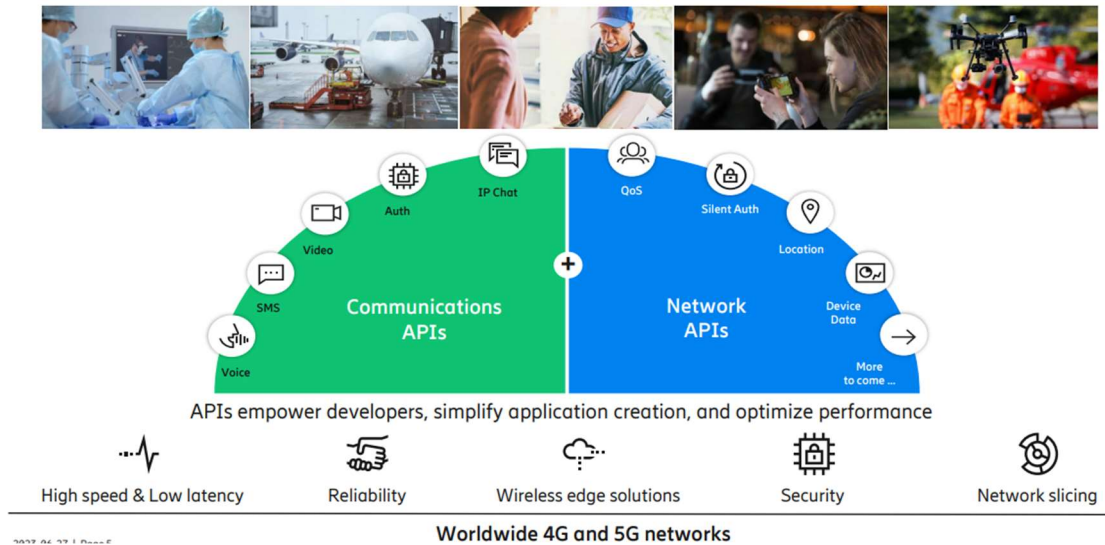 IP Chat
QoS
Auth
Silent Auth
Video
Location
SMS
Device
Data
Communications
APIs
Network
APIs
Voice
More
to come ...
APIs empower developers, simplify application creation, and optimize performance
High speed & Low latency
Reliability
Wireless edge solutions
Security
Network slicing
Worldwide 4G and 5G networks